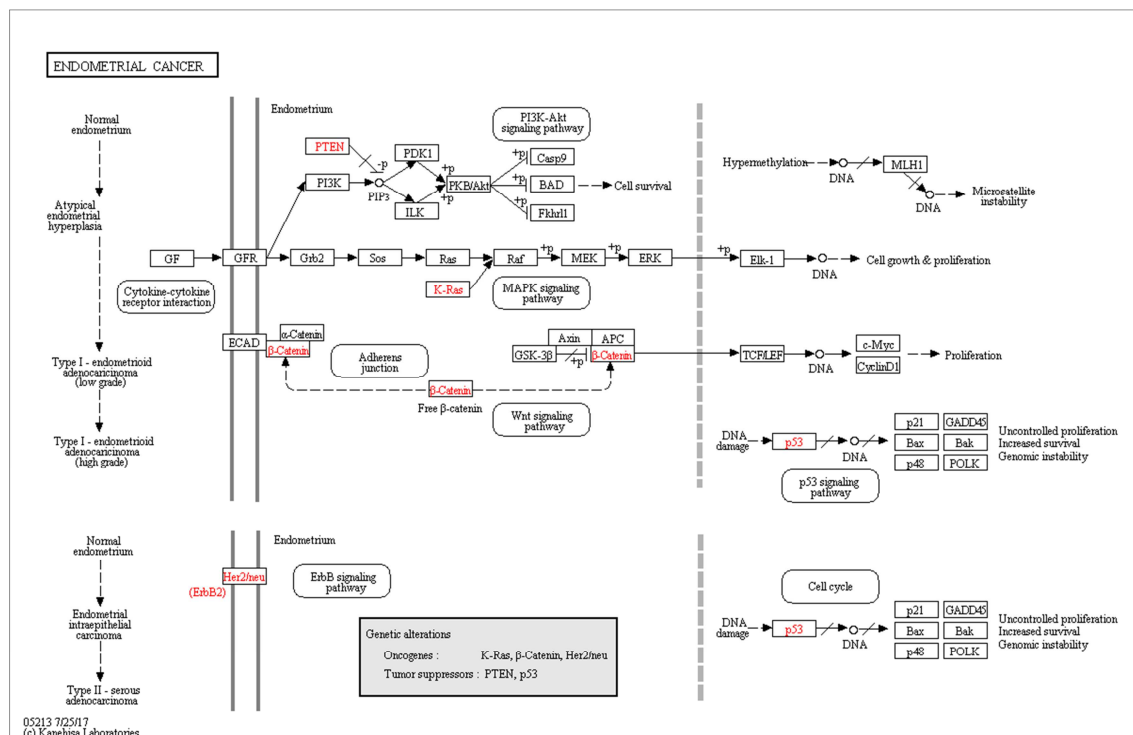 ENDOMETRIAL CANCER
Normal
endometrium
Atypical
endometrial
hyperplasia
Type I - endometrioid
adenocarcinoma
(low grade)
Type I - endometrioid
adenocarcinoma
(high grade)
Endometrium
PI3K-Akt
signaling pathway
PTEN
-p
PI3K
PIP3
PDK1
ILK
+p
+p
PKB/Akt
+p
Casp9
+p
BAD
+p
Fkhrl1
Cell survival
Hypermethylation
DNA
MLH1
DNA
Microsatellite
instability
GF
GFR
Grb2
Sos
Ras
Raf
+p
MEK
+p
ERK
+p
Elk-1
DNA
Cell growth & proliferation
K-Ras
MAPK signaling
pathway
Cytokine-cytokine
receptor interaction
ECAD
α-Catenin
β-Catenin
Adherens
junction
Axin
APC
GSK-3β
+p
β-Catenin
TCF/LEF
DNA
c-Myc
CyclinD1
Proliferation
β-Catenin
Free β-catenin
Wnt signaling
pathway
DNA
damage
p53
DNA
p21
GADD45
Bax
Bak
p48
POLK
Uncontrolled proliferation
Increased survival
Genomic instability
p53 signaling
pathway
Normal
endometrium
Endometrial
intraepithelial
carcinoma
Type II - serous
adenocarcinoma
Endometrium
Her2/neu
(ErbB2)
ErbB signaling
pathway
Cell cycle
DNA
damage
p53
DNA
p21
GADD45
Bax
Bak
p48
POLK
Uncontrolled proliferation
Increased survival
Genomic instability
Genetic alterations
Oncogenes : K-Ras, β-Catenin, Her2/neu
Tumor suppressors : PTEN, p53
05213 7/25/17
(c) Kanehisa Laboratories